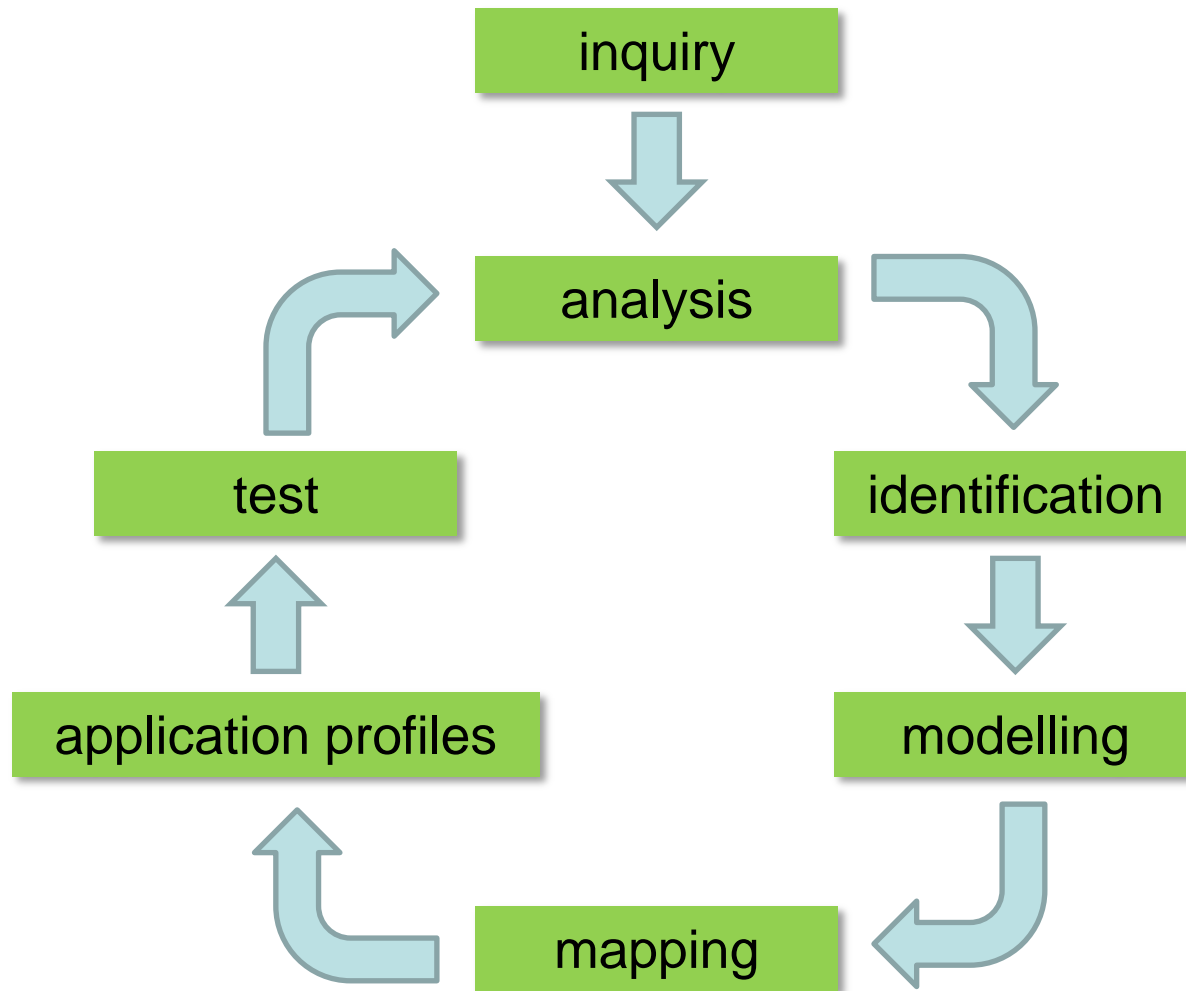 inquiry
analysis
test
identification
application profiles
modelling
mapping